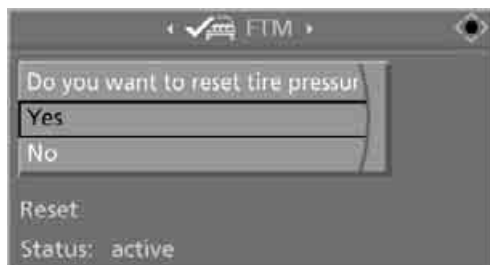 FTM
Do you want to reset tire pressur
Yes
No
Reset
Status: active